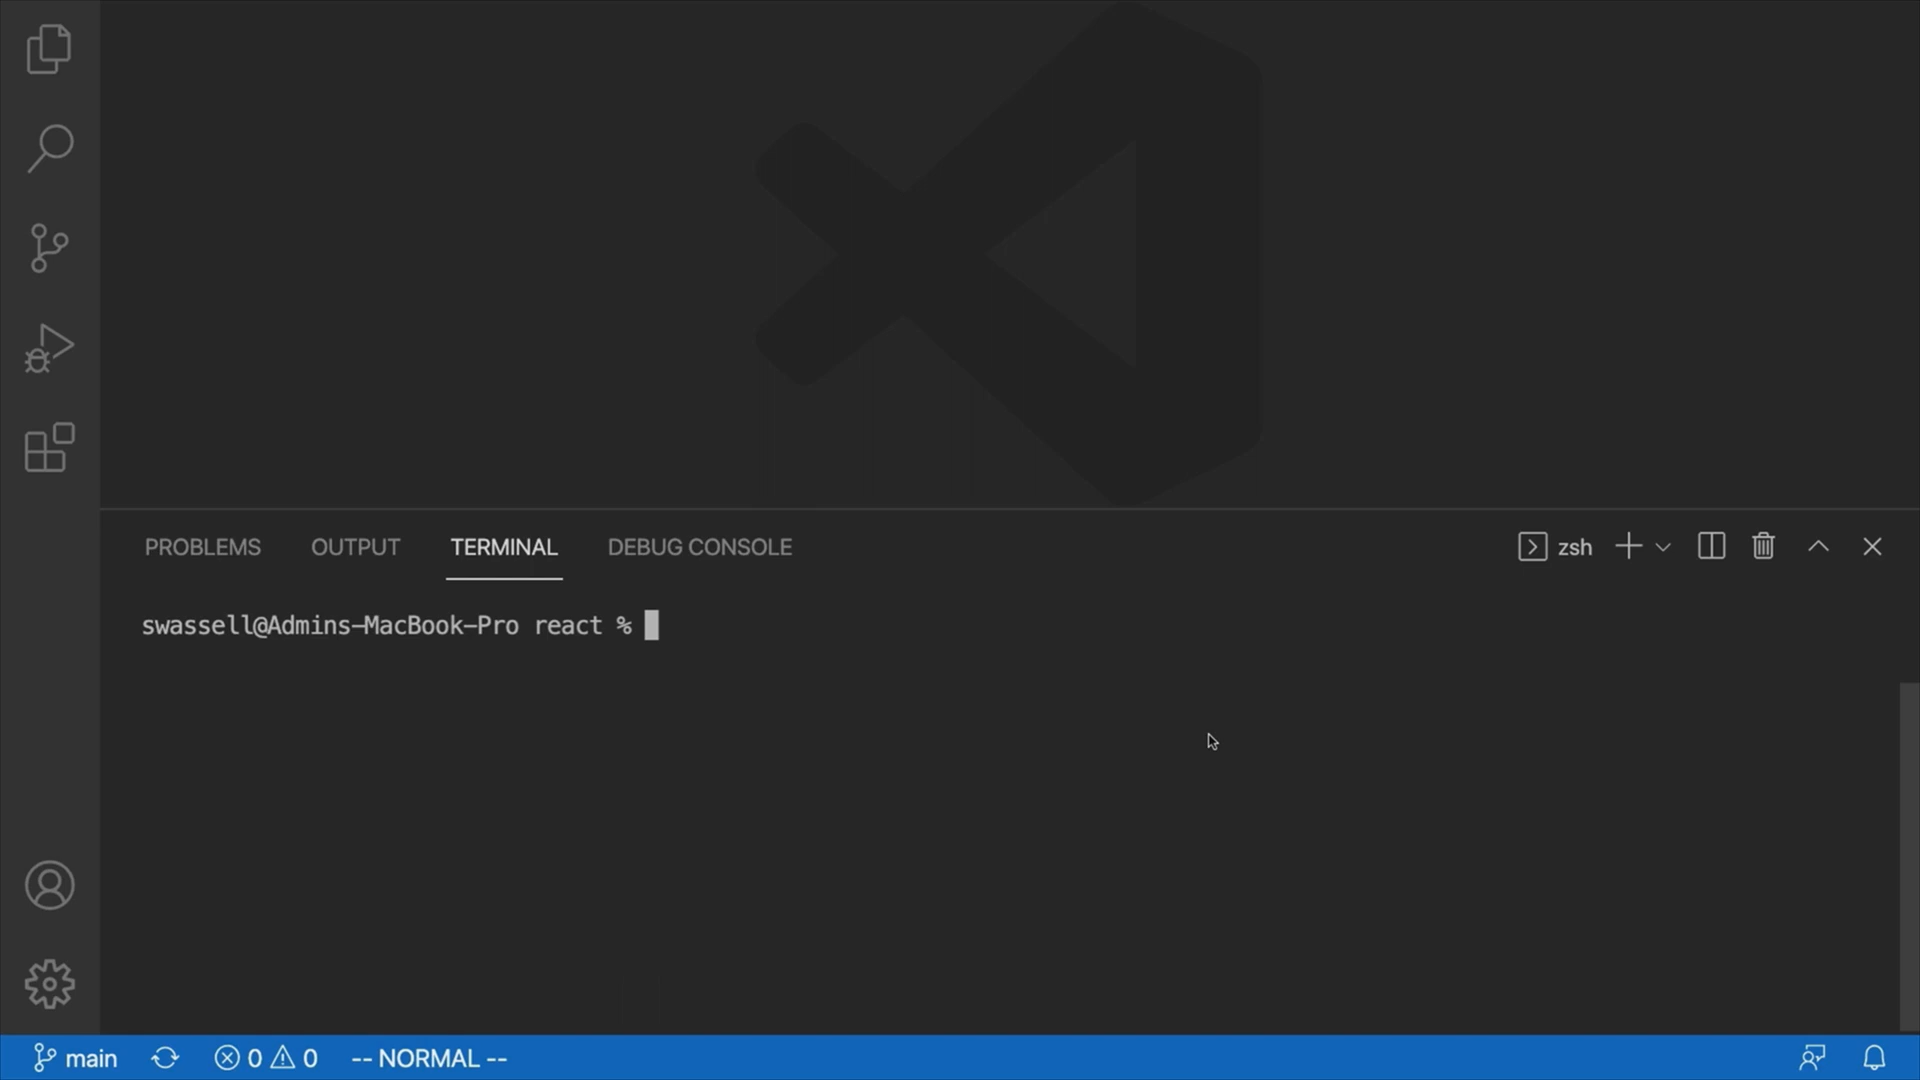 PROBLEMS OUTPUT TERMINAL DEBUG CONSOLE zsh
swassell@Admins-MacBook-Pro react %
main 0 0 -- NORMAL --